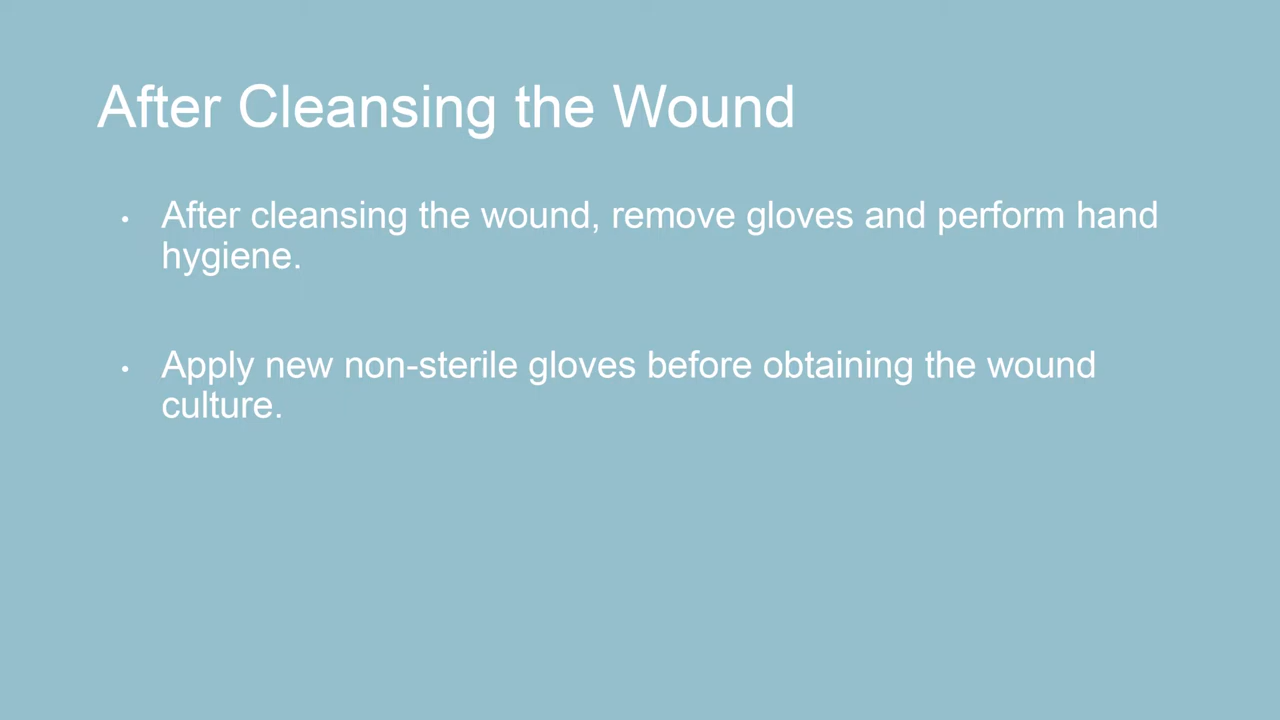 After Cleansing the Wound
• After cleansing the wound, remove gloves and perform hand
hygiene.
• Apply new non-sterile gloves before obtaining the wound
culture.